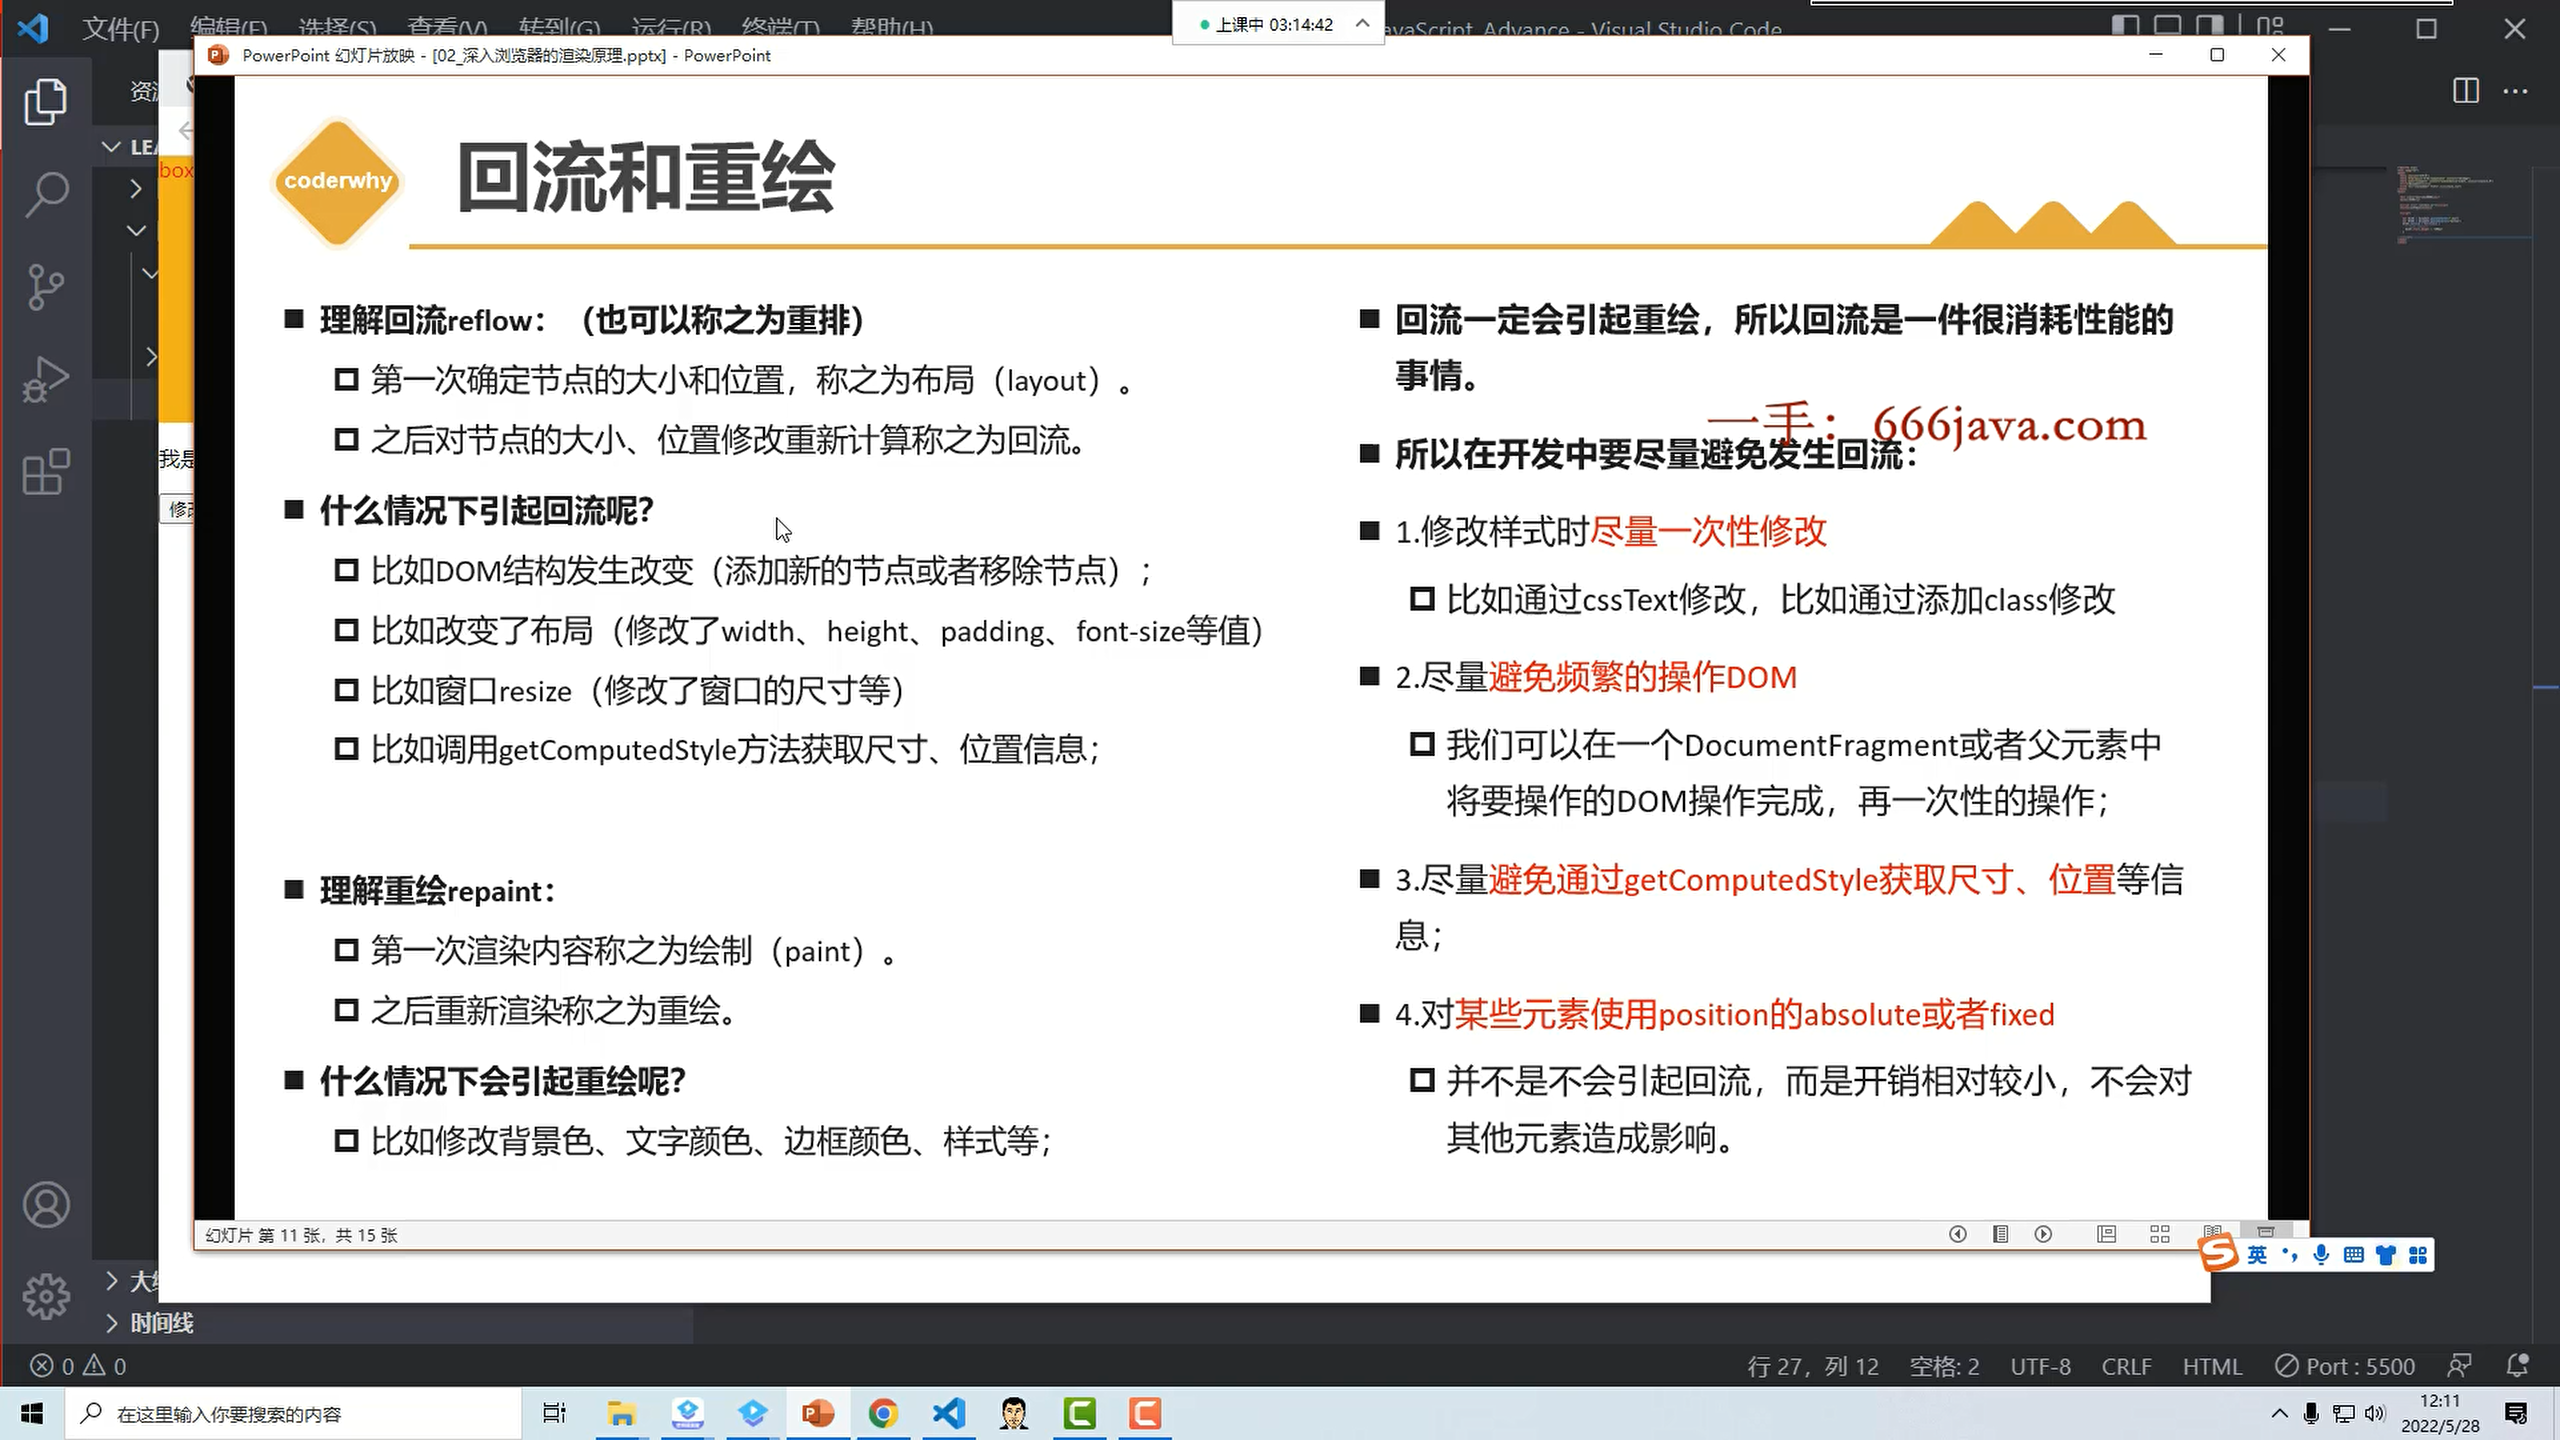 文件(F) 编辑(E) 选择(S) 查看(V) 转到(G) 运行(R) 终端(T) 帮助(H)
上课中 03:14:42
JavaScript_Advance - Visual Studio Code
PowerPoint 幻灯片放映 - [02_深入浏览器的渲染原理.pptx] - PowerPoint
LEA
box
我是
修改
coderwhy
回流和重绘
理解回流reflow：（也可以称之为重排）
第一次确定节点的大小和位置，称之为布局（layout）。
之后对节点的大小、位置修改重新计算称之为回流。
什么情况下引起回流呢？
比如DOM结构发生改变（添加新的节点或者移除节点）；
比如改变了布局（修改了width、height、padding、font-size等值）
比如窗口resize（修改了窗口的尺寸等）
比如调用getComputedStyle方法获取尺寸、位置信息；
理解重绘repaint：
第一次渲染内容称之为绘制（paint）。
之后重新渲染称之为重绘。
什么情况下会引起重绘呢？
比如修改背景色、文字颜色、边框颜色、样式等；
回流一定会引起重绘，所以回流是一件很消耗性能的
事情。
一手：666java.com
所以在开发中要尽量避免发生回流：
1.修改样式时尽量一次性修改
比如通过cssText修改，比如通过添加class修改
2.尽量避免频繁的操作DOM
我们可以在一个DocumentFragment或者父元素中
将要操作的DOM操作完成，再一次性的操作；
3.尽量避免通过getComputedStyle获取尺寸、位置等信
息；
4.对某些元素使用position的absolute或者fixed
并不是不会引起回流，而是开销相对较小，不会对
其他元素造成影响。
幻灯片 第 11 张，共 15 张
英
时间线
0 0
行 27，列 12 空格: 2 UTF-8 CRLF HTML Port : 5500
在这里输入你要搜索的内容
12:11
2022/5/28